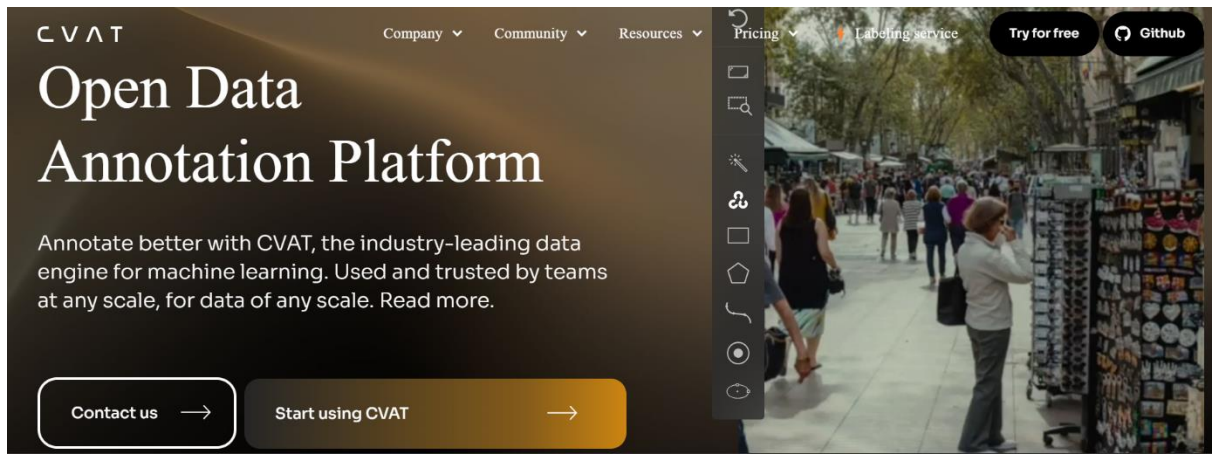 CVAT
Company
Community
Resources
Pricing
Labeling service
Try for free
Github
Open Data
Annotation Platform
Annotate better with CVAT, the industry-leading data
engine for machine learning. Used and trusted by teams
at any scale, for data of any scale. Read more.
Contact us
Start using CVAT